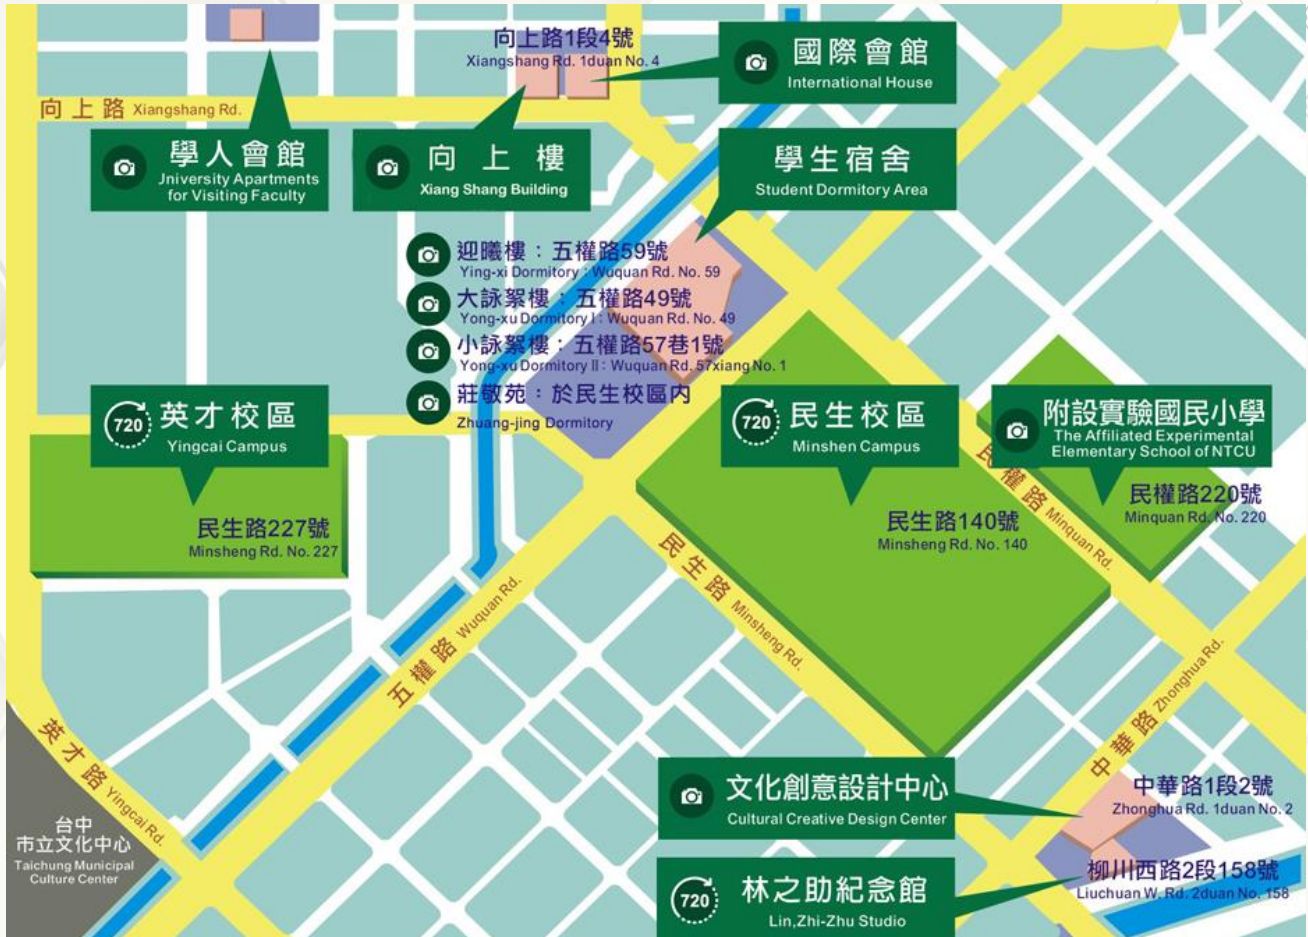 向上路1段4號
Xiangshang Rd. 1duan No. 4
國際會館
International House
向上路 Xiangshang Rd.
學人會館
Jniversity Apartments
for Visiting Faculty
向上樓
Xiang Shang Building
學生宿舍
Student Dormitory Area
迎曦樓：五權路59號
Ying-xi Dormitory：Wuquan Rd. No. 59
大詠絮樓：五權路49號
Yong-xu Dormitory I：Wuquan Rd. No. 49
小詠絮樓：五權路57巷1號
Yong-xu Dormitory II：Wuquan Rd. 57xiang No. 1
莊敬苑：於民生校區內
Zhuang-jing Dormitory
720
英才校區
Yingcai Campus
民生路227號
Minsheng Rd. No. 227
720
民生校區
Minshen Campus
民生路140號
Minsheng Rd. No. 140
附設實驗國民小學
The Affiliated Experimental
Elementary School of NTCU
民權路220號
Minquan Rd. No. 220
民權路 Minquan Rd.
民生路 Minsheng Rd.
五權路 Wuquan Rd.
中華路 Zhonghua Rd.
英才路 Yingcai Rd.
台中
市立文化中心
Taichung Municipal
Culture Center
文化創意設計中心
Cultural Creative Design Center
中華路1段2號
Zhonghua Rd. 1duan No. 2
720
林之助紀念館
Lin,Zhi-Zhu Studio
柳川西路2段158號
Liuchuan W. Rd. 2duan No. 158